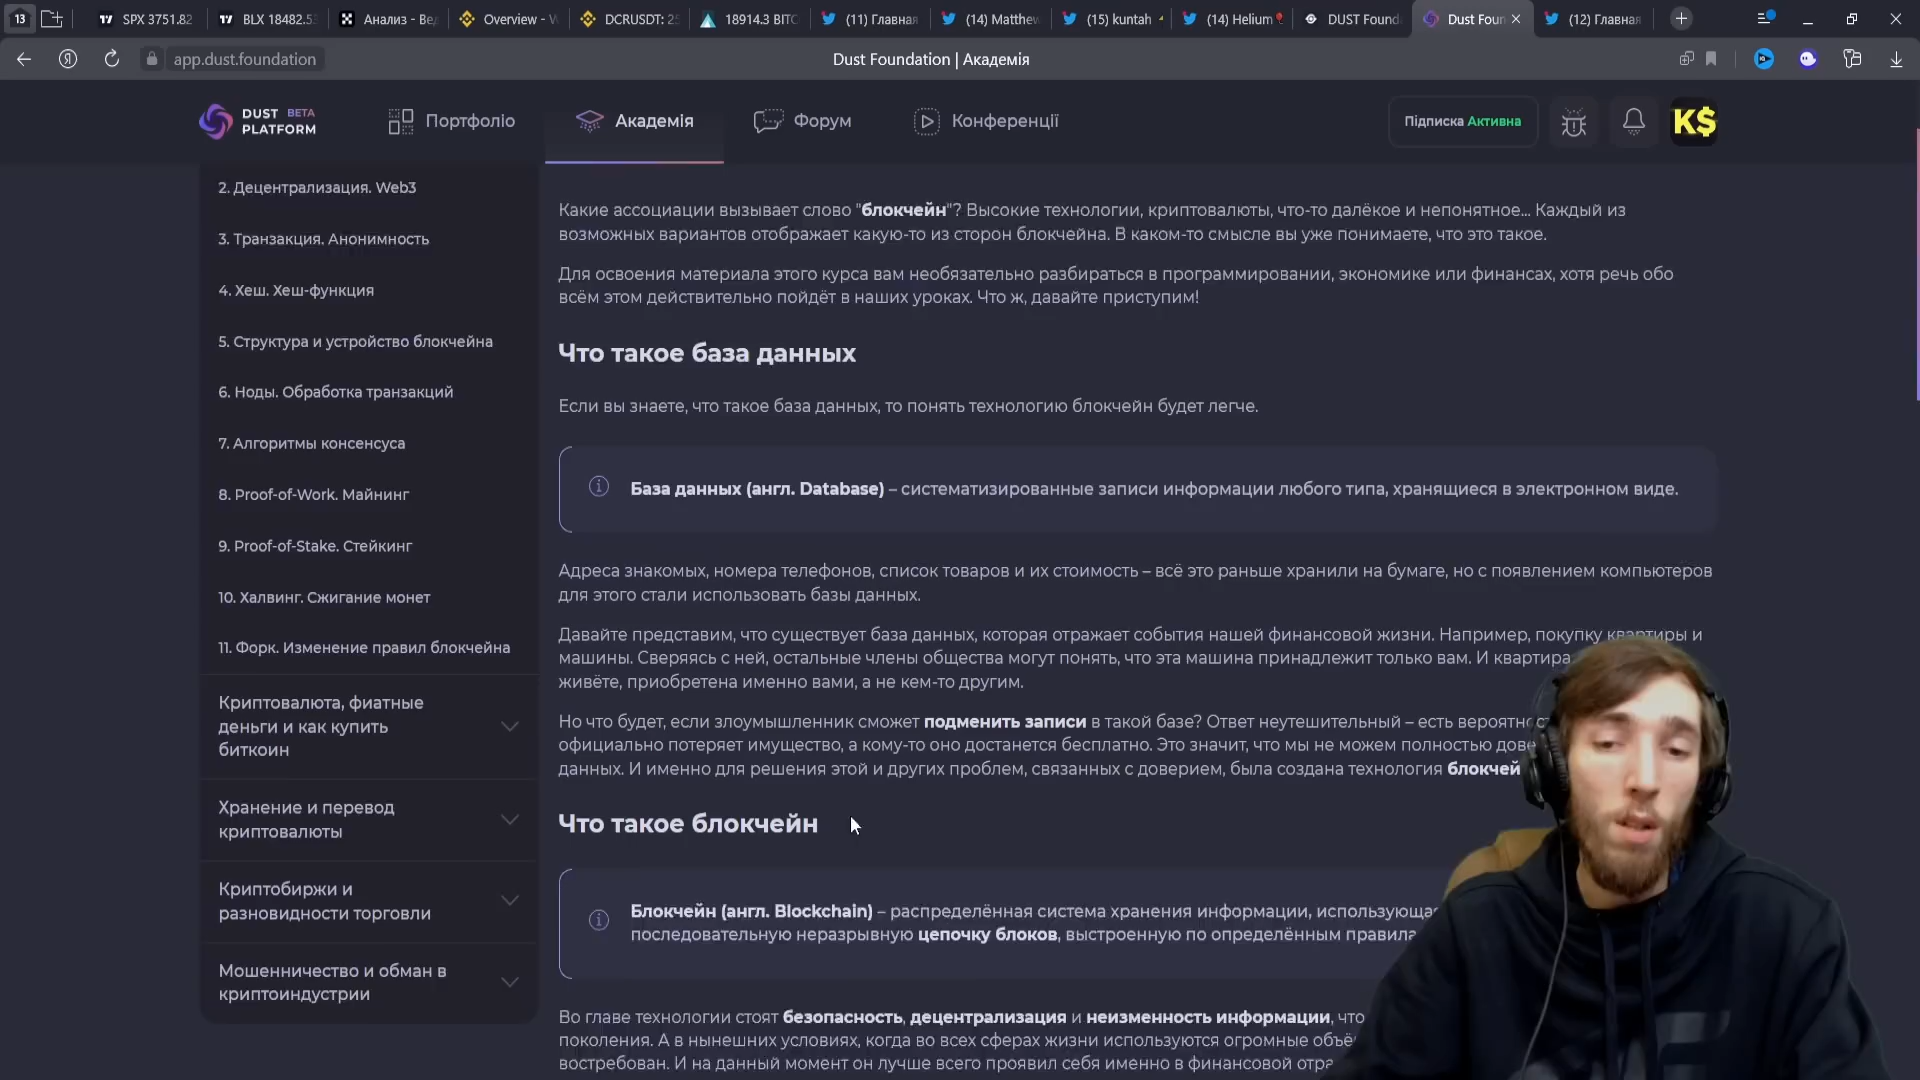 13
SPX 3751.82
BLX 18482.5
Анализ - Ве
Overview - W
DCRUSDT: 2
18914.3 BITC
(11) Главная
(14) Matthew
(15) kuntah
(14) Helium
DUST Found
Dust Foun
(12) Главная
app.dust.foundation
Dust Foundation | Академія
DUST BETA
PLATFORM
Портфоліо
Академія
Форум
Конференції
Підписка Активна
K$
2. Децентрализация. Web3
3. Транзакция. Анонимность
4. Хеш. Хеш-функция
5. Структура и устройство блокчейна
6. Ноды. Обработка транзакций
7. Алгоритмы консенсуса
8. Proof-of-Work. Майнинг
9. Proof-of-Stake. Стейкинг
10. Халвинг. Сжигание монет
11. Форк. Изменение правил блокчейна
Криптовалюта, фиатные
деньги и как купить
биткоин
Хранение и перевод
криптовалюты
Криптобиржи и
разновидности торговли
Мошенничество и обман в
криптоиндустрии
Какие ассоциации вызывает слово "блокчейн"? Высокие технологии, криптовалюты, что-то далёкое и непонятное... Каждый из
возможных вариантов отображает какую-то из сторон блокчейна. В каком-то смысле вы уже понимаете, что это такое.
Для освоения материала этого курса вам необязательно разбираться в программировании, экономике или финансах, хотя речь обо
всём этом действительно пойдёт в наших уроках. Что ж, давайте приступим!
Что такое база данных
Если вы знаете, что такое база данных, то понять технологию блокчейн будет легче.
База данных (англ. Database) – систематизированные записи информации любого типа, хранящиеся в электронном виде.
Адреса знакомых, номера телефонов, список товаров и их стоимость – всё это раньше хранили на бумаге, но с появлением компьютеров
для этого стали использовать базы данных.
Давайте представим, что существует база данных, которая отражает события нашей финансовой жизни. Например, покупку квартиры и
машины. Сверяясь с ней, остальные члены общества могут понять, что эта машина принадлежит только вам. И квартира
живёте, приобретена именно вами, а не кем-то другим.
Но что будет, если злоумышленник сможет подменить записи в такой базе? Ответ неутешительный – есть вероятнос
официально потеряет имущество, а кому-то оно достанется бесплатно. Это значит, что мы не можем полностью дове
данных. И именно для решения этой и других проблем, связанных с доверием, была создана технология блокчей
Что такое блокчейн
Блокчейн (англ. Blockchain) – распределённая система хранения информации, использующа
последовательную неразрывную цепочку блоков, выстроенную по определённым правила
Во главе технологии стоят безопасность, децентрализация и неизменность информации, что
поколения. А в нынешних условиях, когда во всех сферах жизни используются огромные объё
востребован. И на данный момент он лучше всего проявил себя именно в финансовой отра